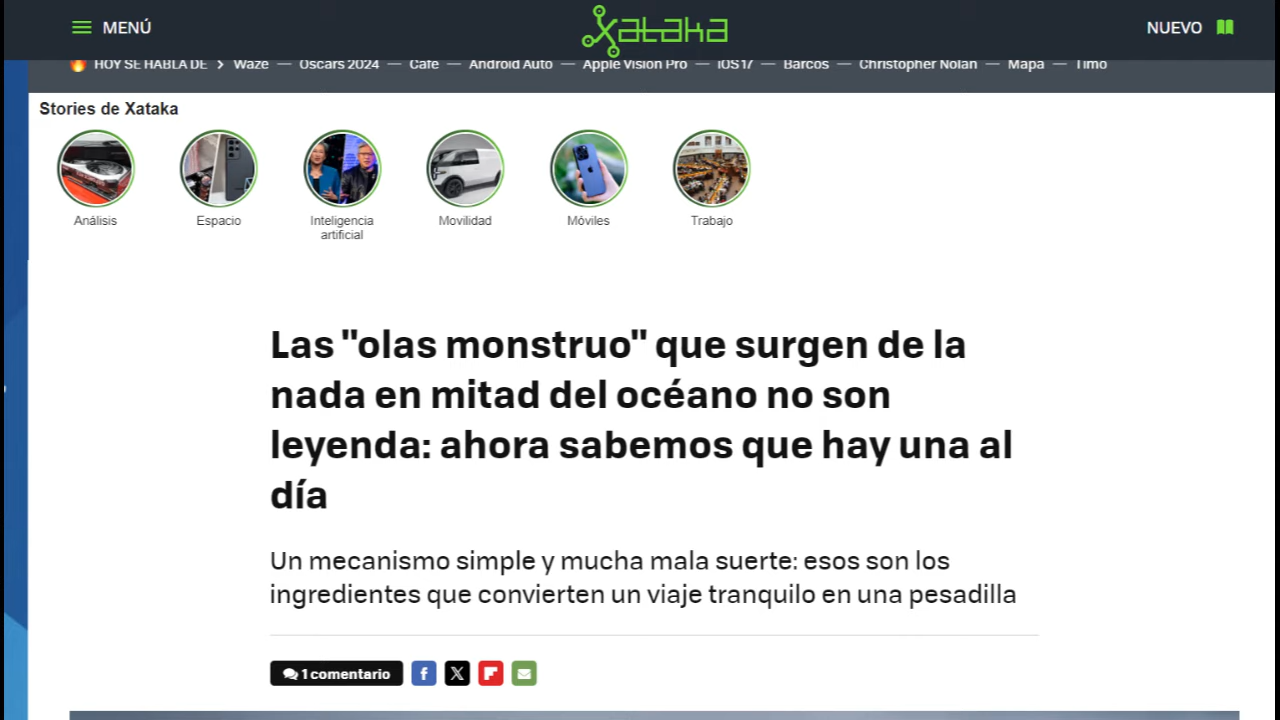 MENÚ
Xataka
NUEVO
HOY SE HABLA DE > Waze — Oscars 2024 — Café — Android Auto — Apple Vision Pro — iOS 17 — Barcos — Christopher Nolan — Mapa — Timo
Stories de Xataka
Análisis
Espacio
Inteligencia
artificial
Movilidad
Móviles
Trabajo
Las "olas monstruo" que surgen de la
nada en mitad del océano no son
leyenda: ahora sabemos que hay una al
día
Un mecanismo simple y mucha mala suerte: esos son los
ingredientes que convierten un viaje tranquilo en una pesadilla
1 comentario